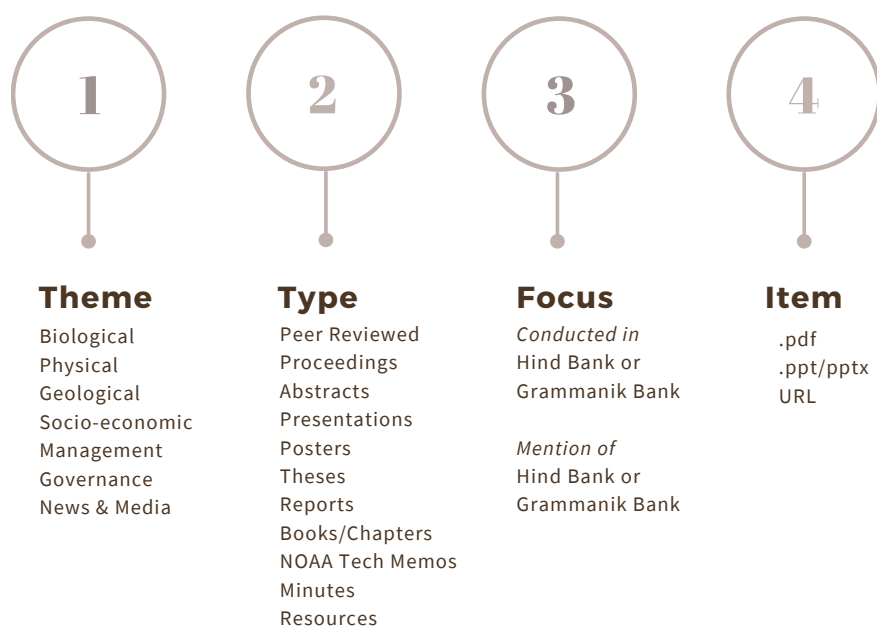 1
2
3
4
Theme
Biological
Physical
Geological
Socio-economic
Management
Governance
News & Media
Type
Peer Reviewed
Proceedings
Abstracts
Presentations
Posters
Theses
Reports
Books/Chapters
NOAA Tech Memos
Minutes
Resources
Focus
Conducted in
Hind Bank or
Grammanik Bank
Mention of
Hind Bank or
Grammanik Bank
Item
.pdf
.ppt/pptx
URL